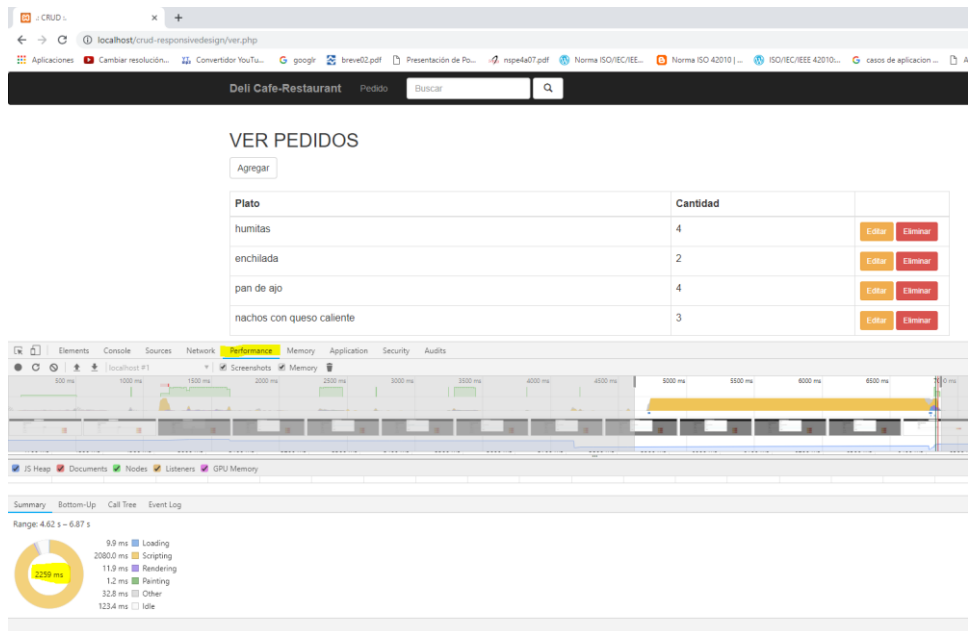 .: CRUD :.
localhost/crud-responsivedesign/ver.php
Aplicaciones Cambiar resolución... Convertidor YouTu... googlr breve02.pdf Presentación de Po... nspe4a07.pdf Norma ISO/IEC/IEE... Norma ISO 42010 | ... ISO/IEC/IEEE 42010:... casos de aplicacion ...
Deli Cafe-Restaurant Pedido Buscar
VER PEDIDOS
Agregar
Plato Cantidad
humitas 4 Editar Eliminar
enchilada 2 Editar Eliminar
pan de ajo 4 Editar Eliminar
nachos con queso caliente 3 Editar Eliminar
Elements Console Sources Network Performance Memory Application Security Audits
localhost #1 Screenshots Memory
500 ms 1000 ms 1500 ms 2000 ms 2500 ms 3000 ms 3500 ms 4000 ms 4500 ms 5000 ms 5500 ms 6000 ms 6500 ms
JS Heap Documents Nodes Listeners GPU Memory
Summary Bottom-Up Call Tree Event Log
Range: 4.62 s – 6.87 s
9.9 ms Loading
2080.0 ms Scripting
2259 ms
11.9 ms Rendering
1.2 ms Painting
32.8 ms Other
123.4 ms Idle